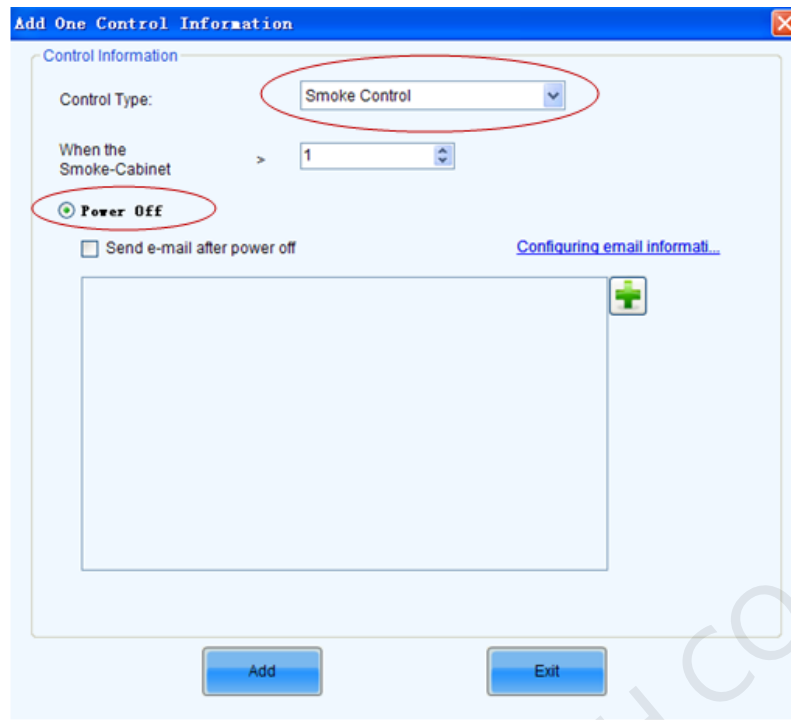 Add One Control Information
Control Information
Control Type: Smoke Control
When the
Smoke-Cabinet > 1
Power Off
Send e-mail after power off Configuring email informati...
Add Exit